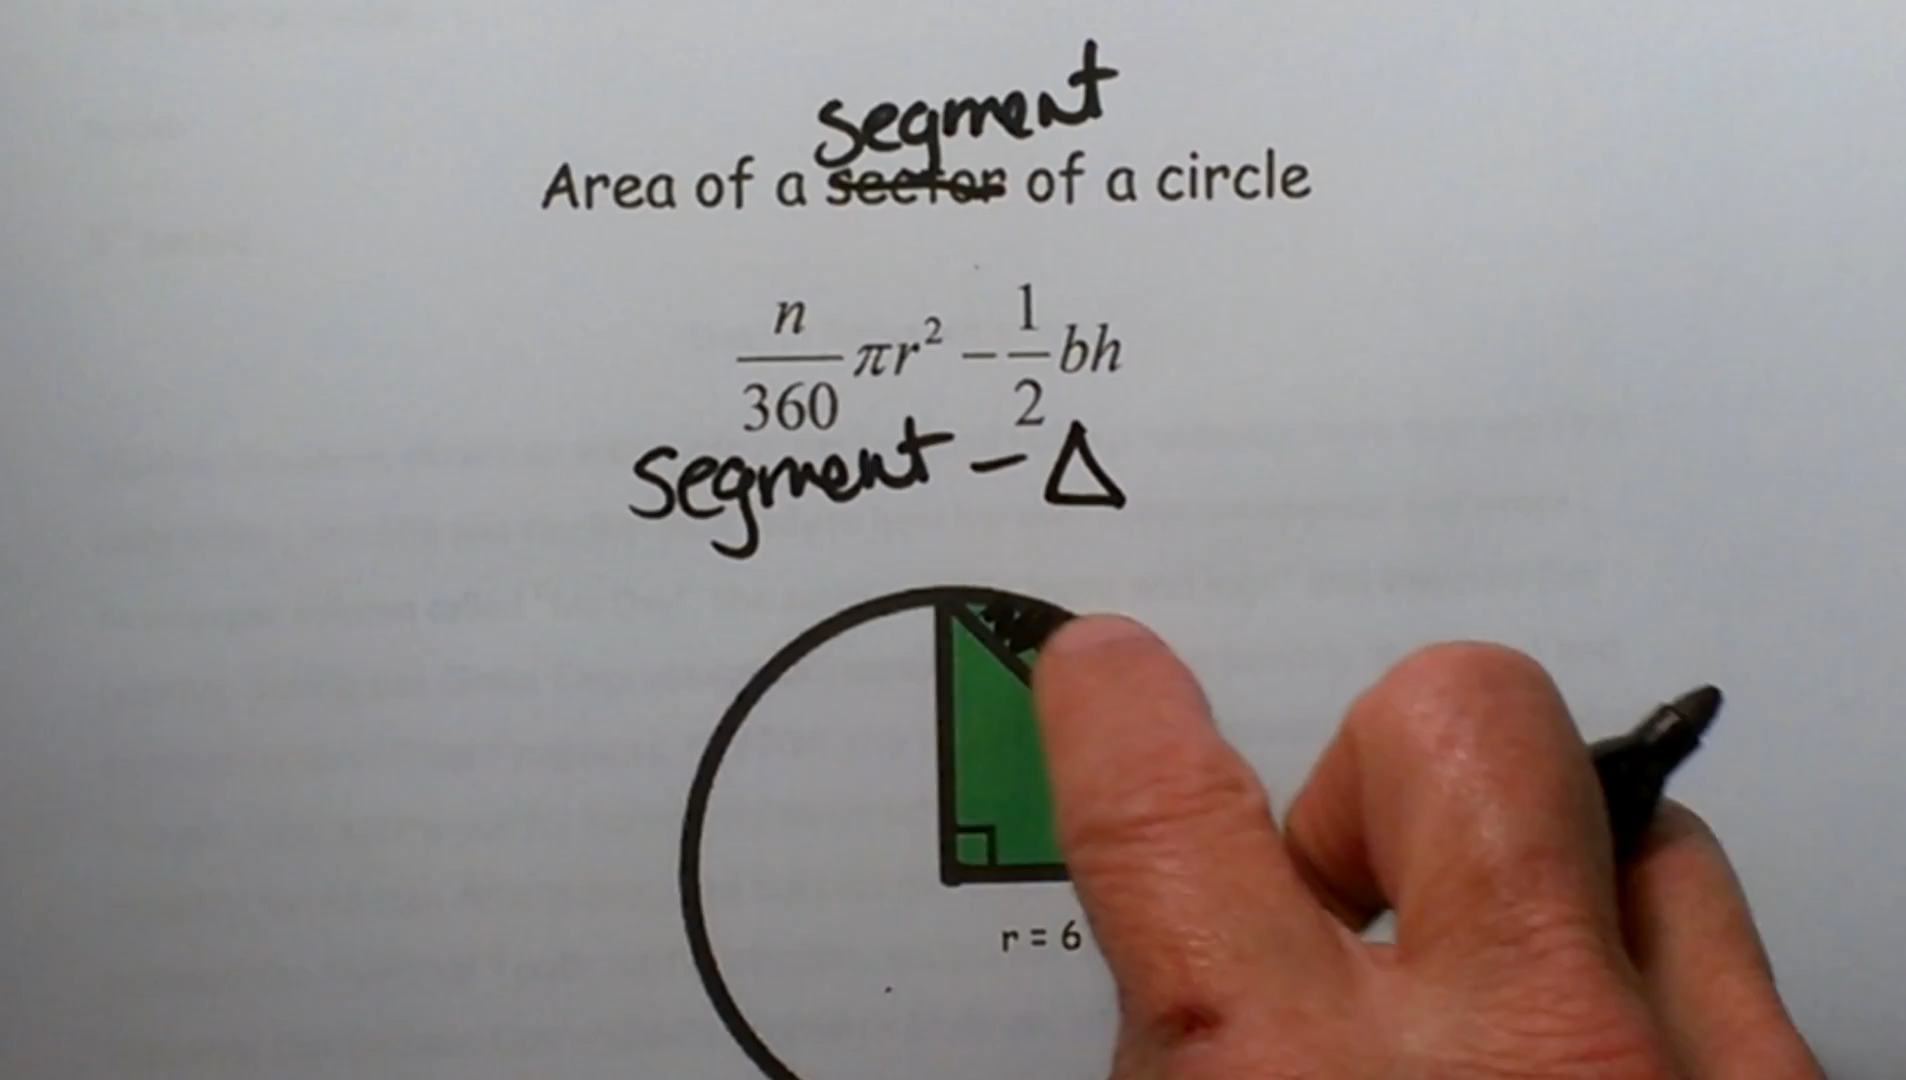 segment
Area of a sector of a circle
n/360 πr² − 1/2 bh
segment − Δ
r = 6